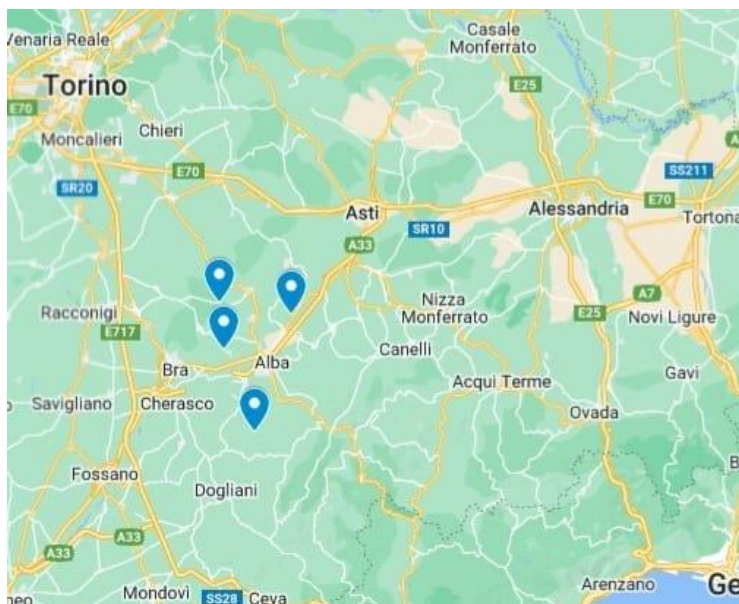 Venaria Reale
Casale
Monferrato
Torino
E25
E70
Chieri
Moncalieri
E70
SS211
SR20
Asti
Alessandria
E70
Tortona
SR10
A33
A7
Racconigi
Nizza
Monferrato
E25
Novi Ligure
E717
Bra
Alba
Canelli
Gavi
Acqui Terme
Savigliano
Cherasco
Ovada
Fossano
Dogliani
A33
A33
Mondovì
SS28
Ceva
Arenzano
Ge